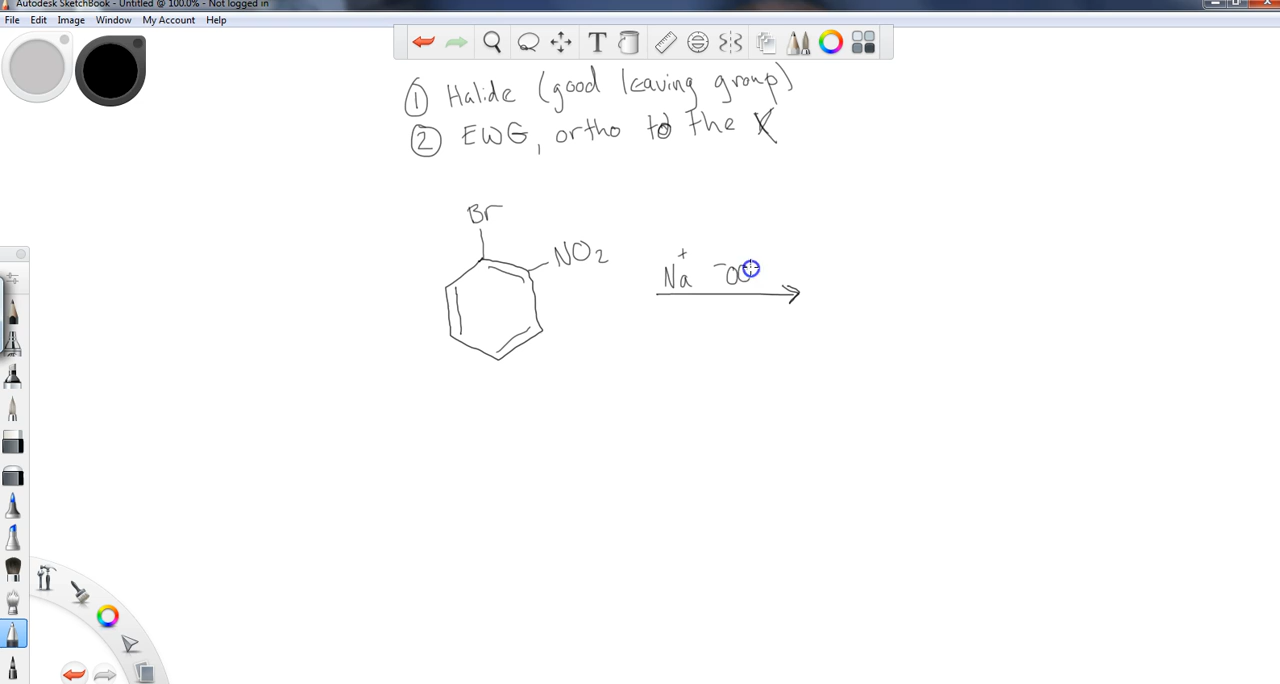 Autodesk SketchBook - Untitled @ 100.0% - Not logged in
File Edit Image Window My Account Help
T
① Halide (good leaving group)
② EWG, ortho to the X
Br
NO2
Na+ -O